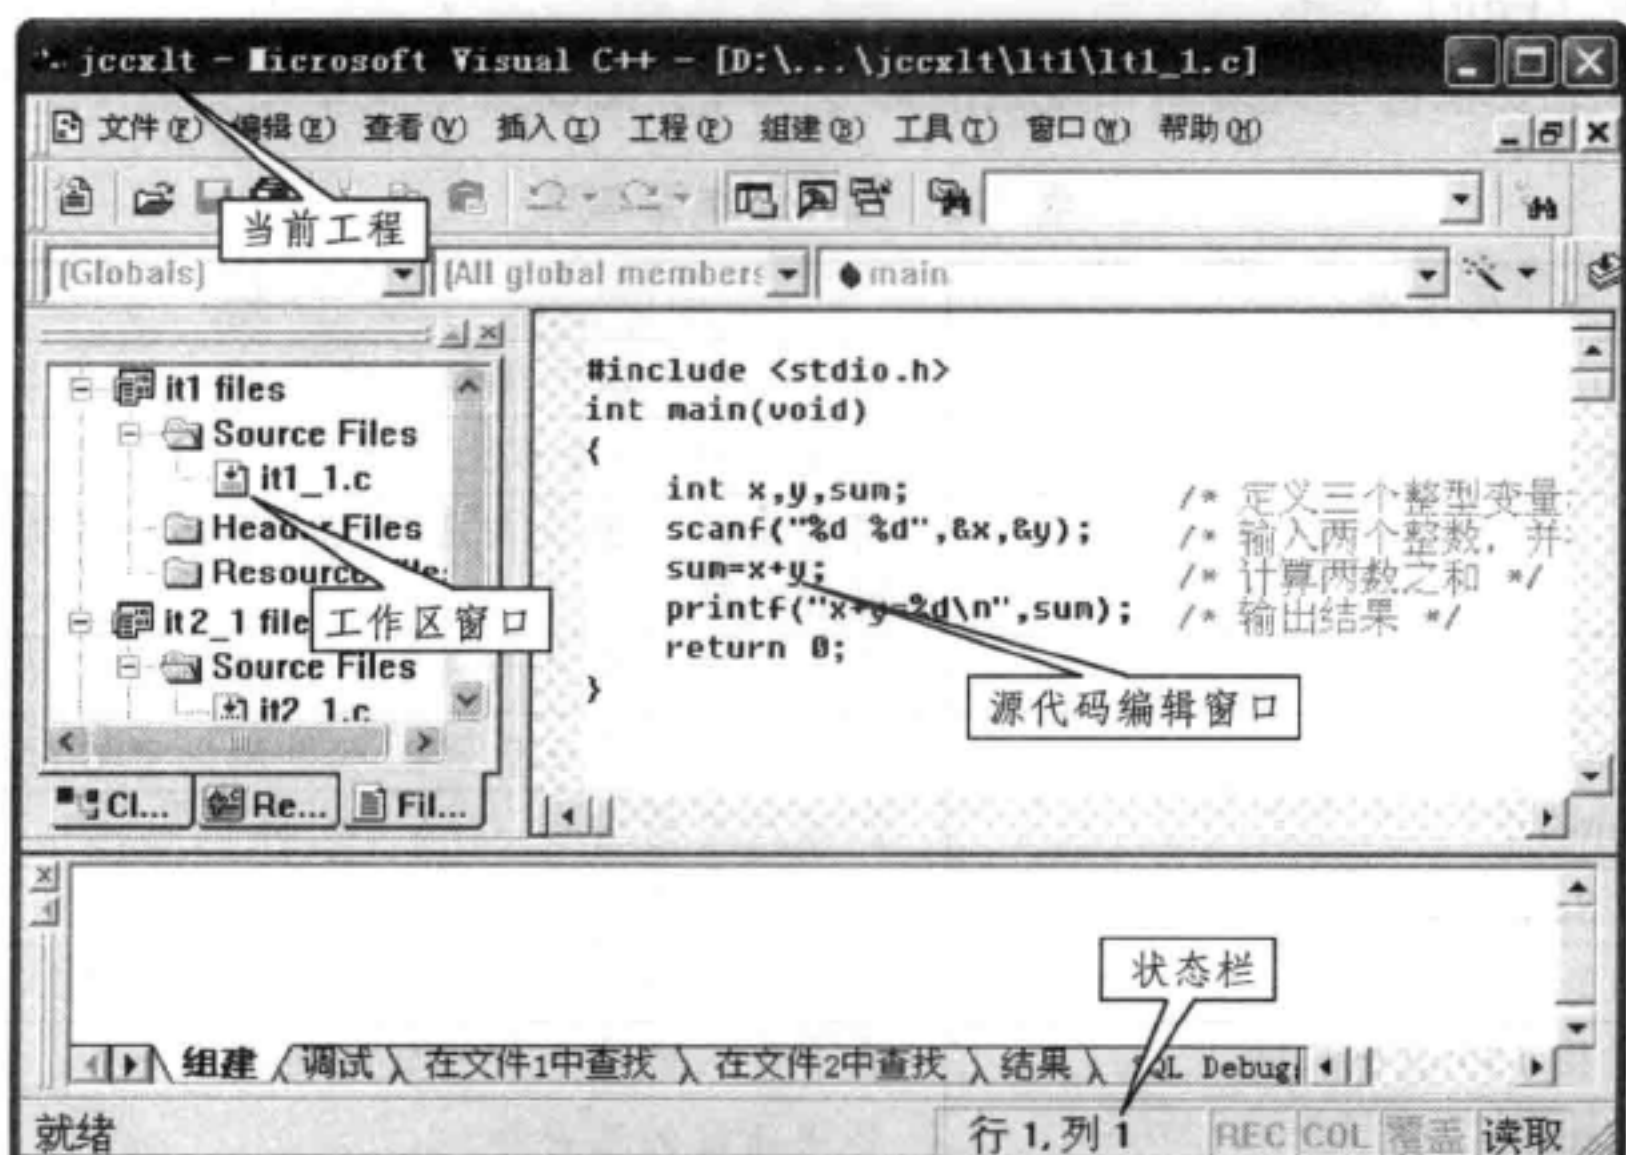 jccxlt - Microsoft Visual C++ - [D:\...\jccxlt\lt1\lt1_1.c]
文件(F) 编辑(E) 查看(V) 插入(I) 工程(P) 组建(B) 工具(T) 窗口(W) 帮助(H)
当前工程
(Globals) (All global members main
it1 files
Source Files
it1_1.c
Header Files
Resource
工作区窗口
it2_1 file
Source Files
it2_1.c
Cl... Re... Fil...
#include <stdio.h>
int main(void)
{
int x,y,sum; /* 定义三个整型变量
scanf("%d %d",&x,&y); /* 输入两个整数，并
sum=x+y; /* 计算两数之和 */
printf("x+y=%d\n",sum); /* 输出结果 */
return 0;
}
源代码编辑窗口
状态栏
组建 调试 在文件1中查找 在文件2中查找 结果 SQL Debug
就绪 行 1,列 1 REC COL 覆盖 读取